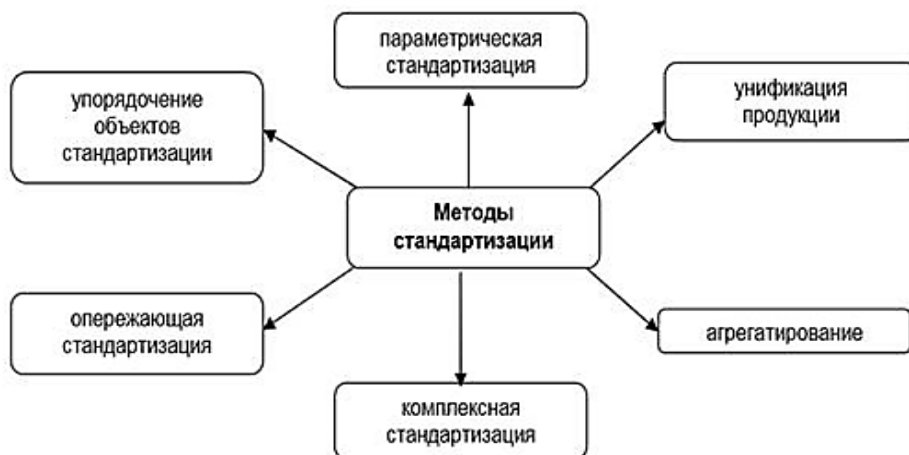 параметрическая
стандартизация
упорядочение
объектов
стандартизации
унификация
продукции
Методы
стандартизации
опережающая
стандартизация
агрегатирование
комплексная
стандартизация